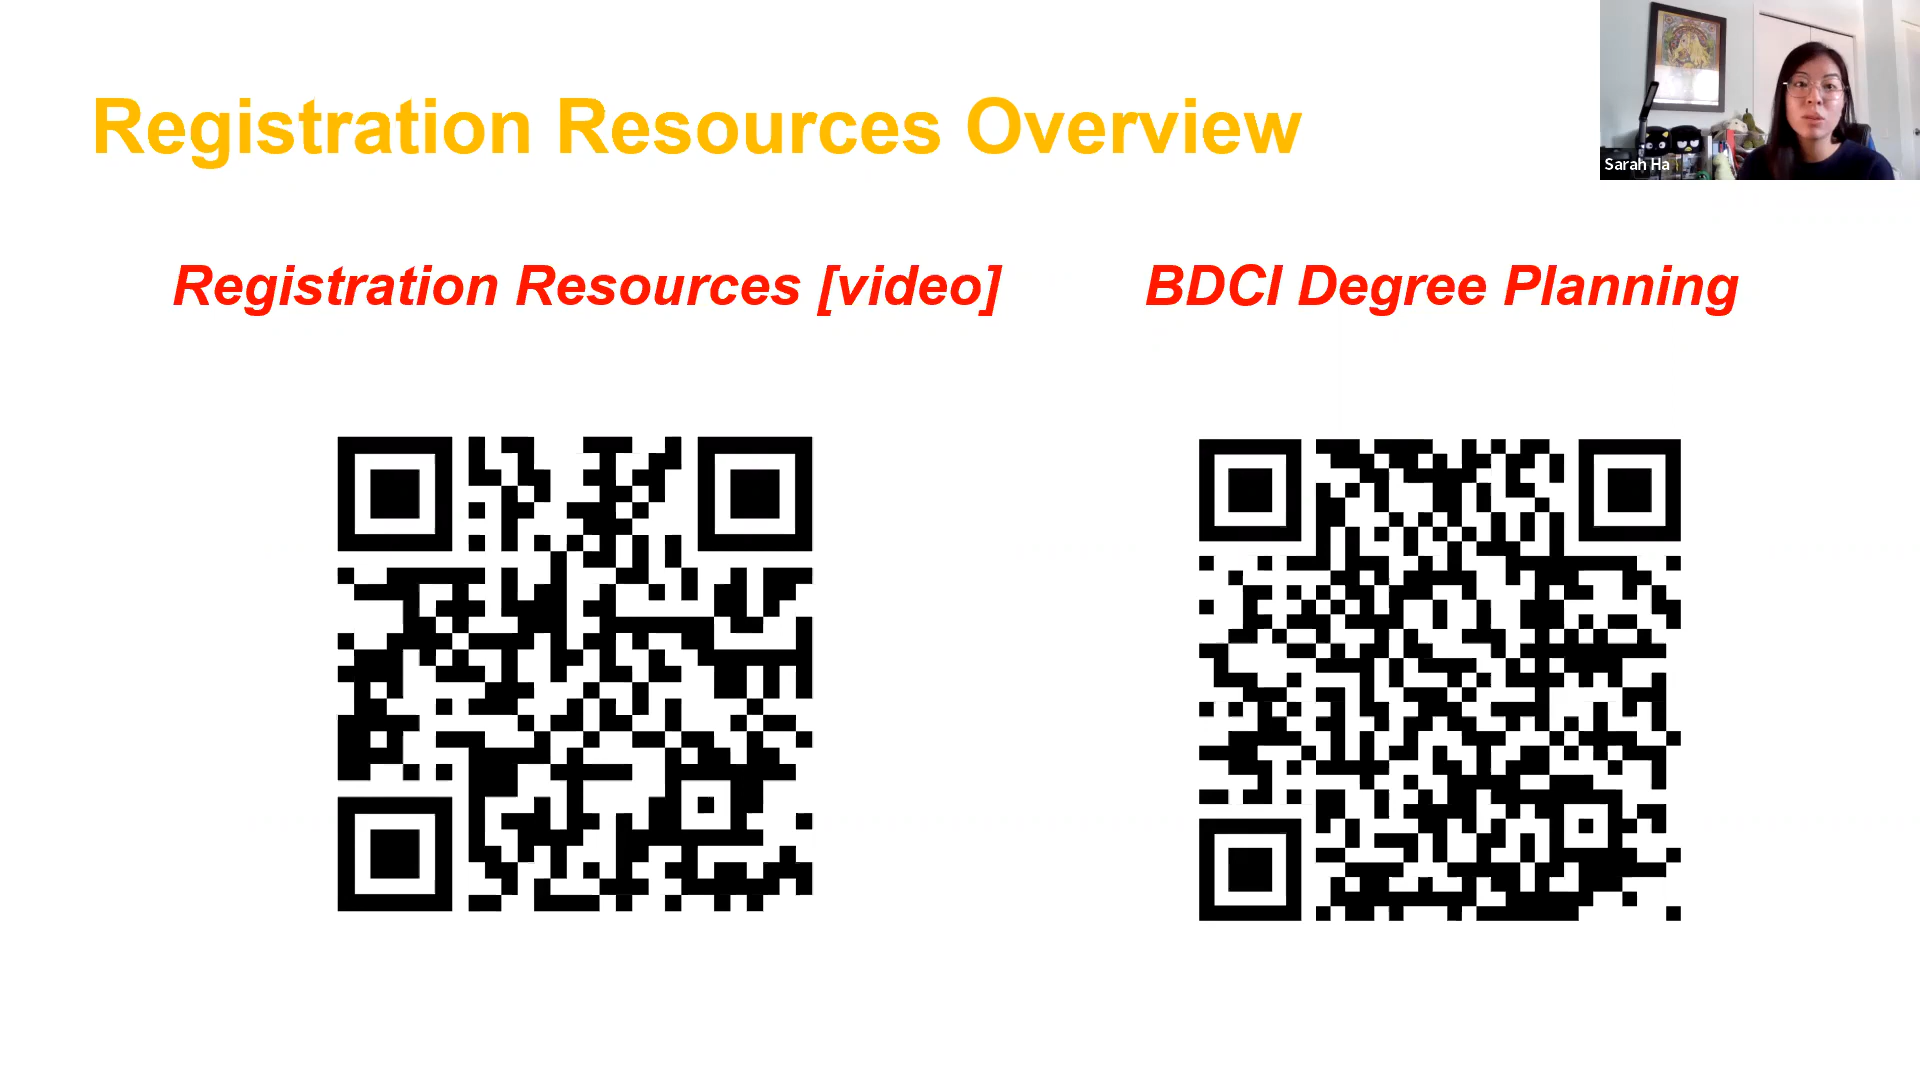 Registration Resources Overview
Sarah Ha
Registration Resources [video]
BDCI Degree Planning